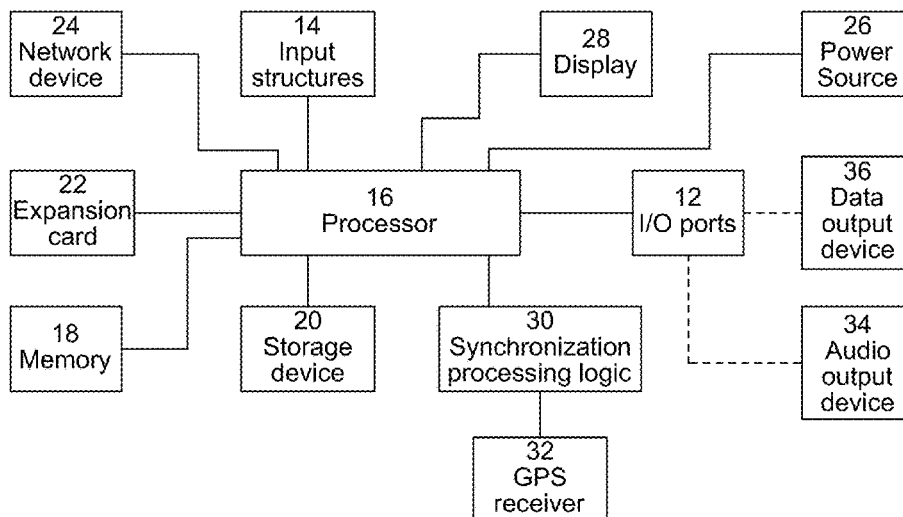 24
Network
device
14
Input
structures
28
Display
26
Power
Source
22
Expansion
card
16
Processor
12
I/O ports
36
Data
output
device
18
Memory
20
Storage
device
30
Synchronization
processing logic
34
Audio
output
device
32
GPS
receiver